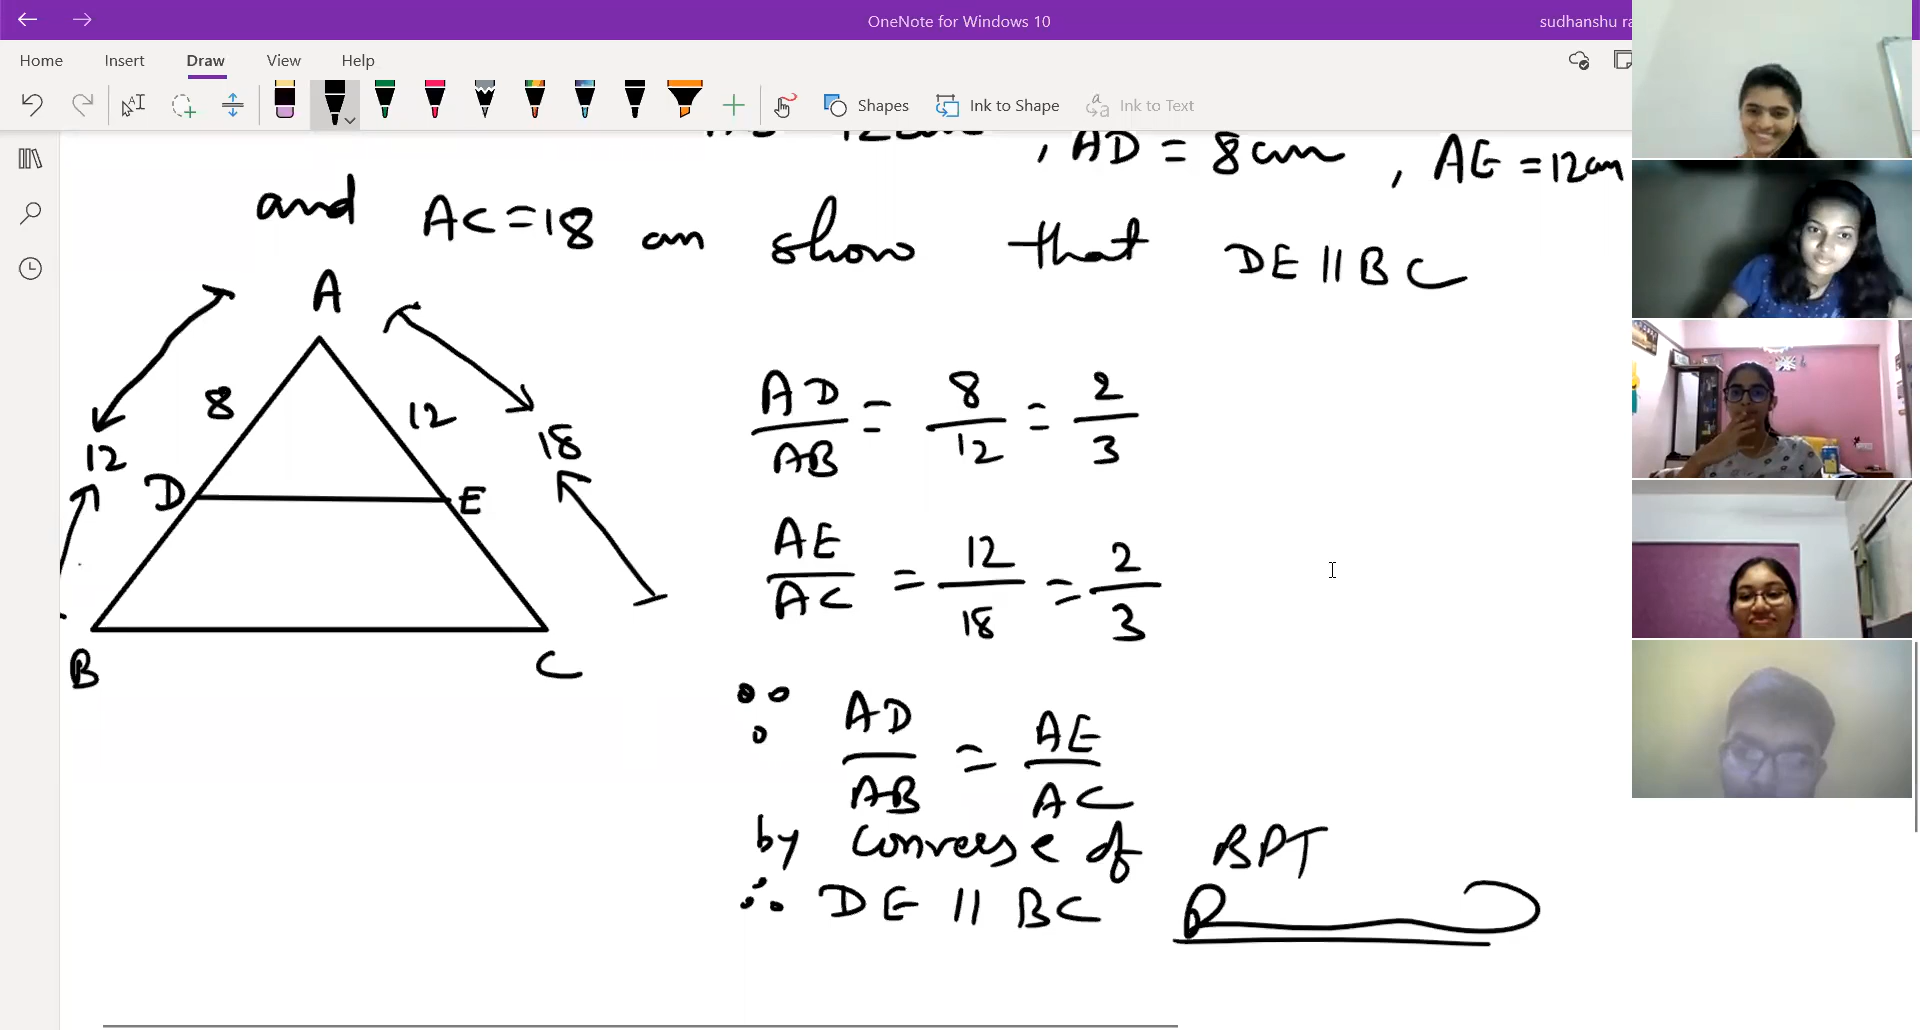 OneNote for Windows 10
sudhanshu ra
Home Insert Draw View Help
Shapes Ink to Shape Ink to Text
, AD = 8cm , AE = 12cm
and AC = 18 cm show that DE || BC
A
8 12
12 18
D E
B C
AD/AB = 8/12 = 2/3
AE/AC = 12/18 = 2/3
∵ AD/AB = AE/AC
by converse of BPT
∴ DE || BC